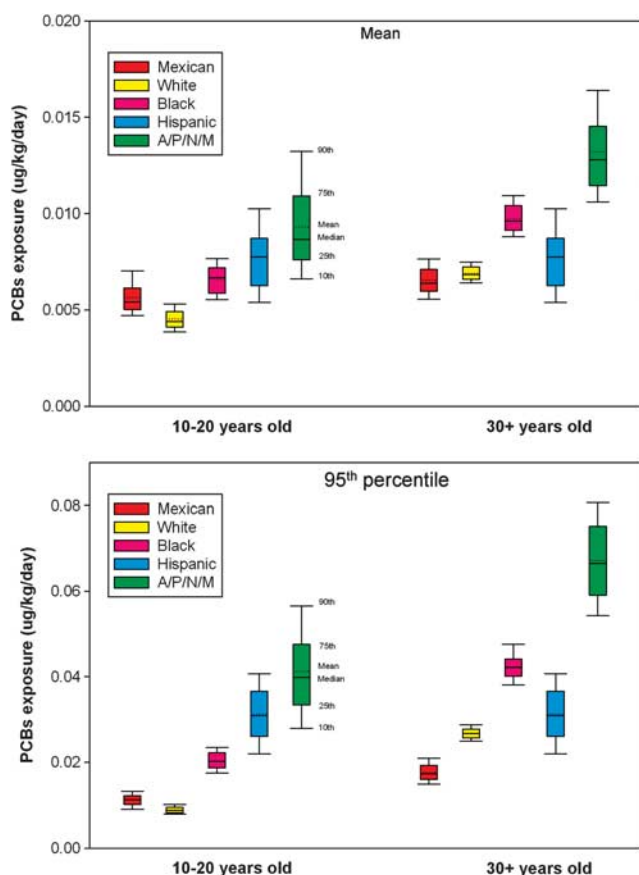 Mean
0.020
0.015
0.010
0.005
0.000
PCBs exposure (ug/kg/day)
Mexican
White
Black
Hispanic
A/P/N/M
90th
75th
Mean
Median
25th
10th
10-20 years old
30+ years old
95th percentile
0.08
0.06
0.04
0.02
0.00
PCBs exposure (ug/kg/day)
Mexican
White
Black
Hispanic
A/P/N/M
90th
75th
Mean
Median
25th
10th
10-20 years old
30+ years old